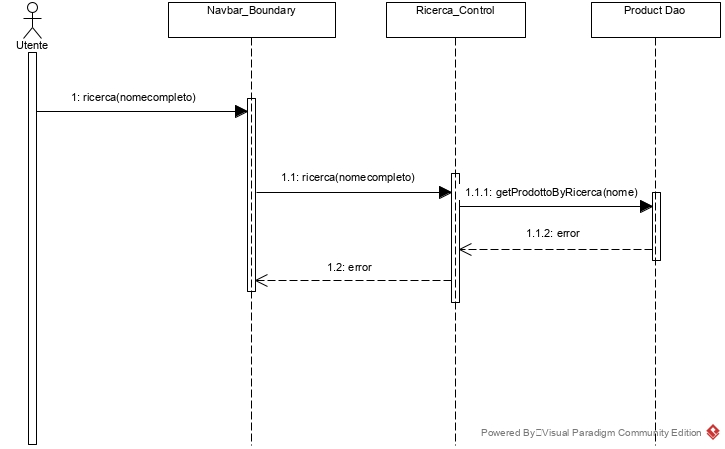 Navbar_Boundary
Ricerca_Control
Product Dao
Utente
1: ricerca(nomecompleto)
1.1: ricerca(nomecompleto)
1.1.1: getProdottoByRicerca(nome)
1.1.2: error
1.2: error
Powered By Visual Paradigm Community Edition